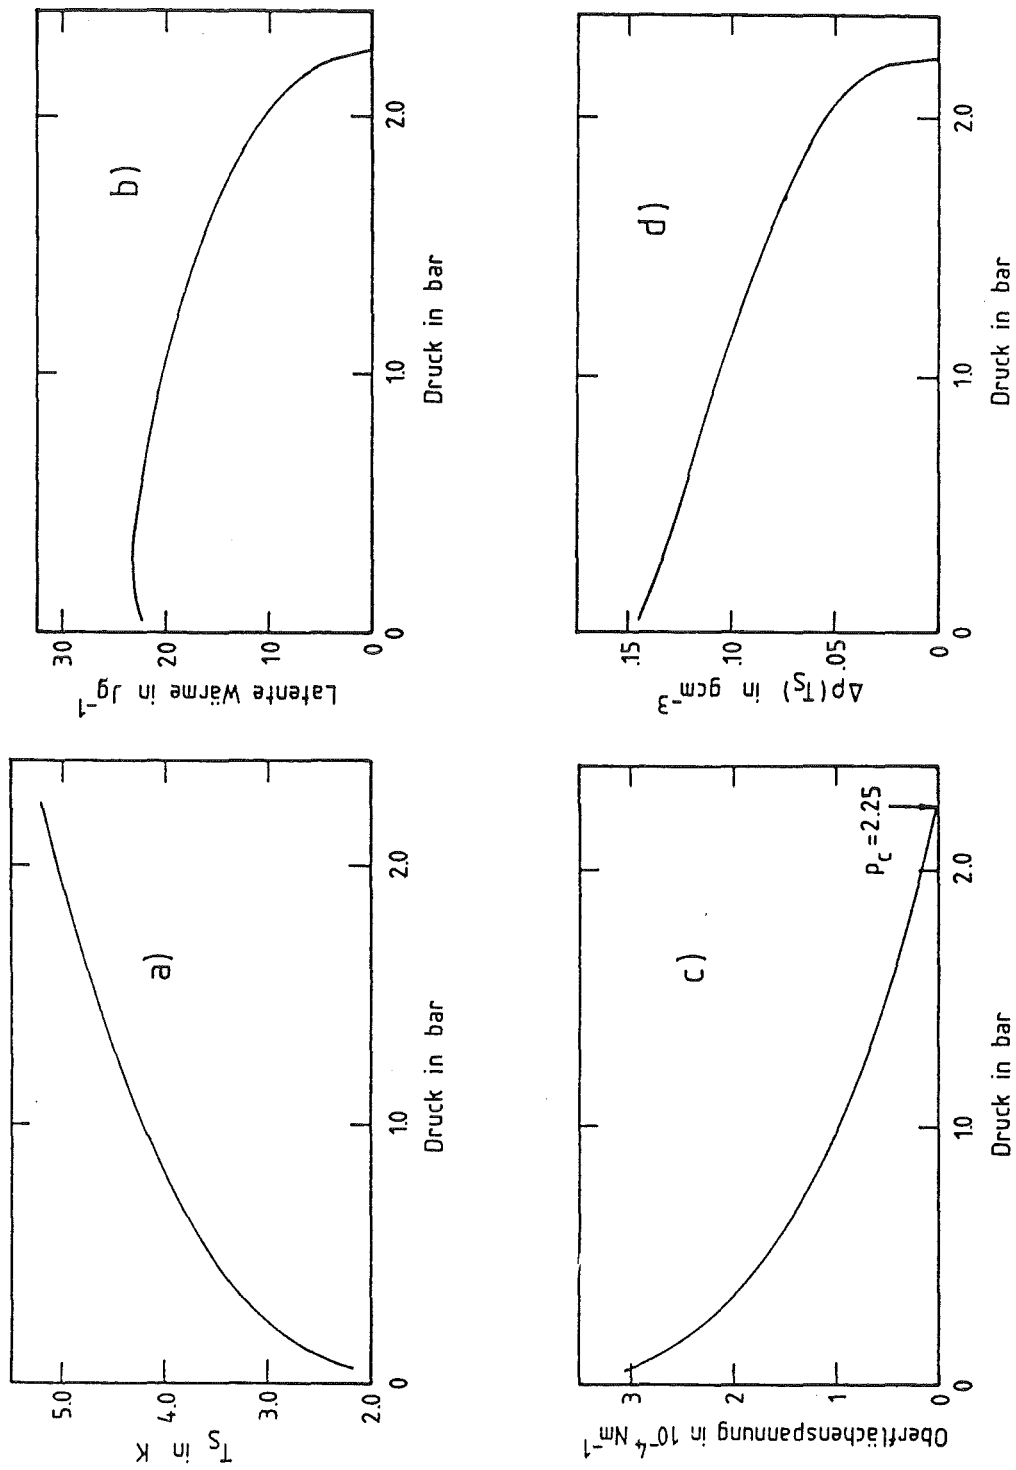 a)
T_S in K
5.0
4.0
3.0
2.0
0
1.0
2.0
Druck in bar
b)
Latente Wärme in Jg⁻¹
30
20
10
0
0
1.0
2.0
Druck in bar
c)
Oberflächenspannung in 10⁻⁴ Nm⁻¹
3
2
1
0
p_c = 2.25
0
1.0
2.0
Druck in bar
d)
Δρ(T_S) in gcm⁻³
.15
.10
.05
0
0
1.0
2.0
Druck in bar